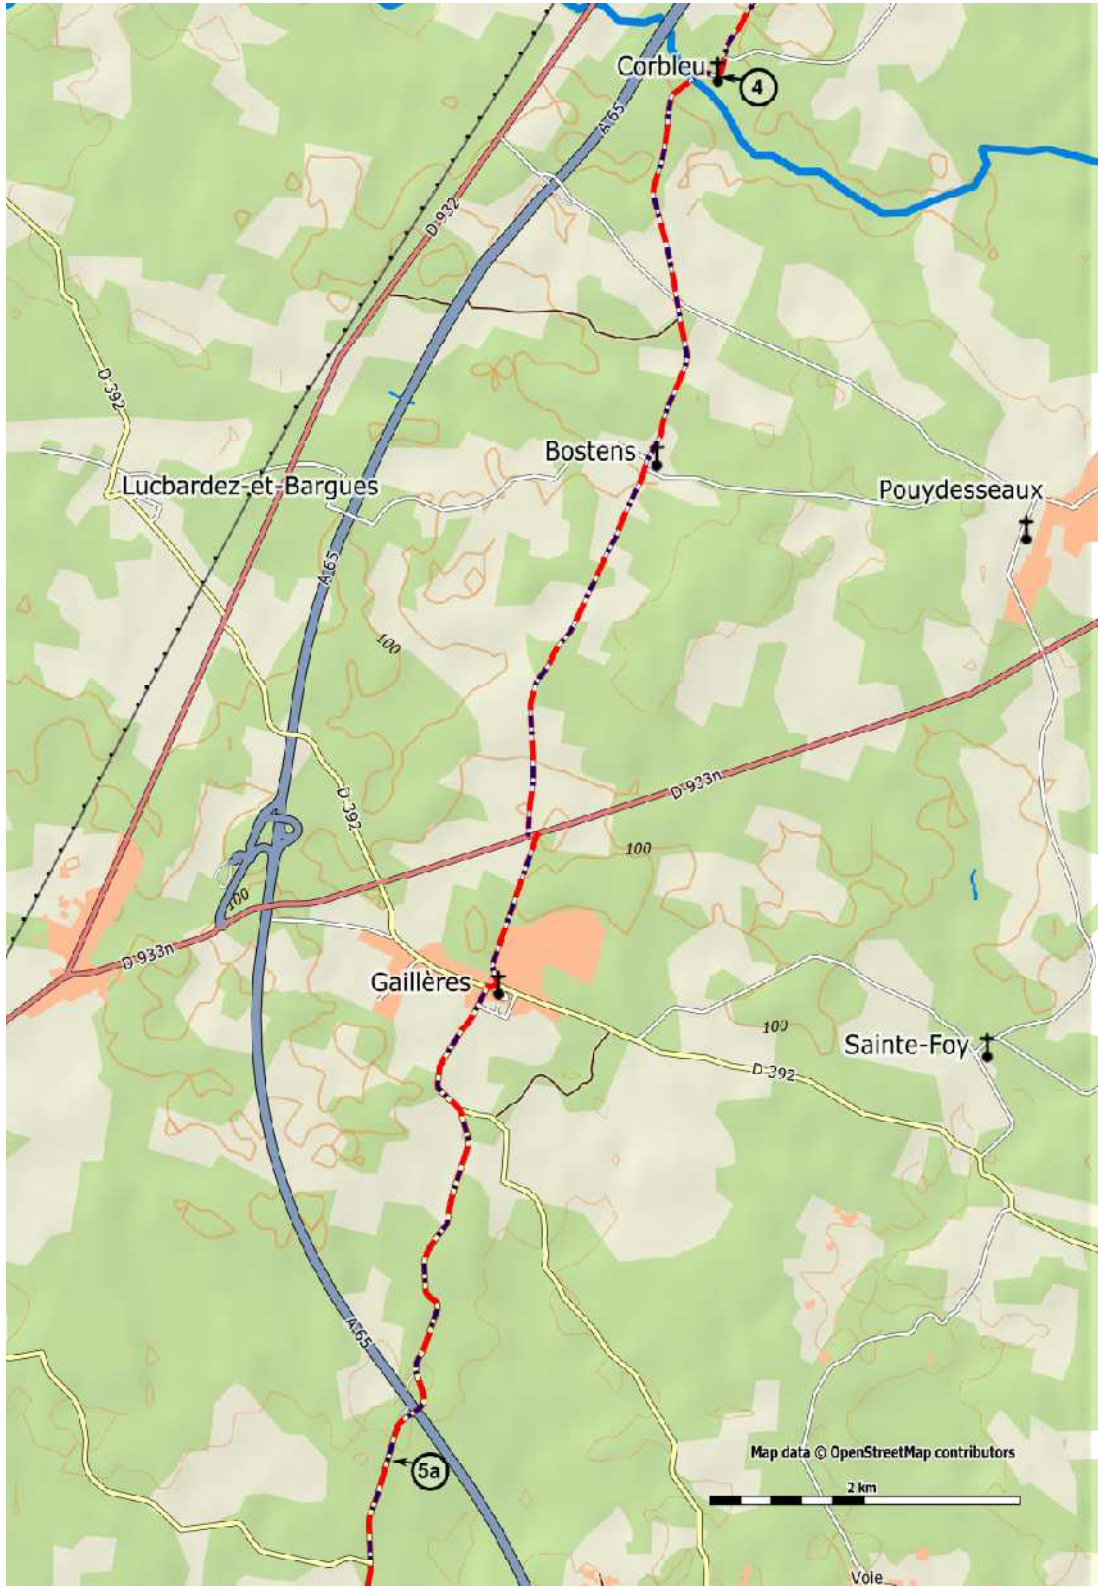 Corbleu
4
A 65
D 932
D 392
Bostens
Lucbardez-et-Bargues
Pouydesseaux
A 65
100
D 933n
D 392
100
100
D 933n
Gaillères
100
Sainte-Foy
D 392
A 65
Map data © OpenStreetMap contributors
5a
2 km
Voie